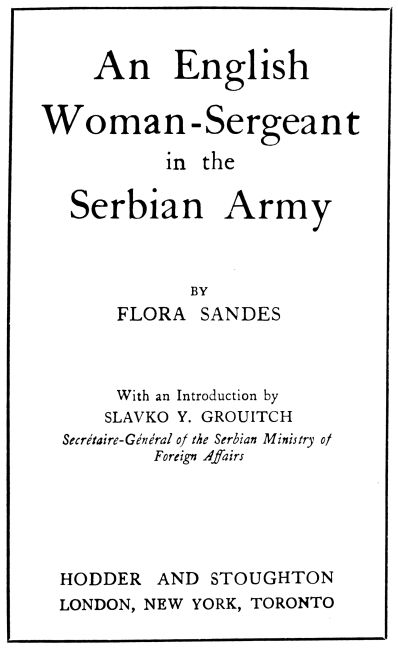 An English
Woman-Sergeant
in the
Serbian Army
BY
FLORA SANDES
With an Introduction by
SLAVKO Y. GROUITCH
Secrétaire-Général of the Serbian Ministry of
Foreign Affairs
HODDER AND STOUGHTON
LONDON, NEW YORK, TORONTO